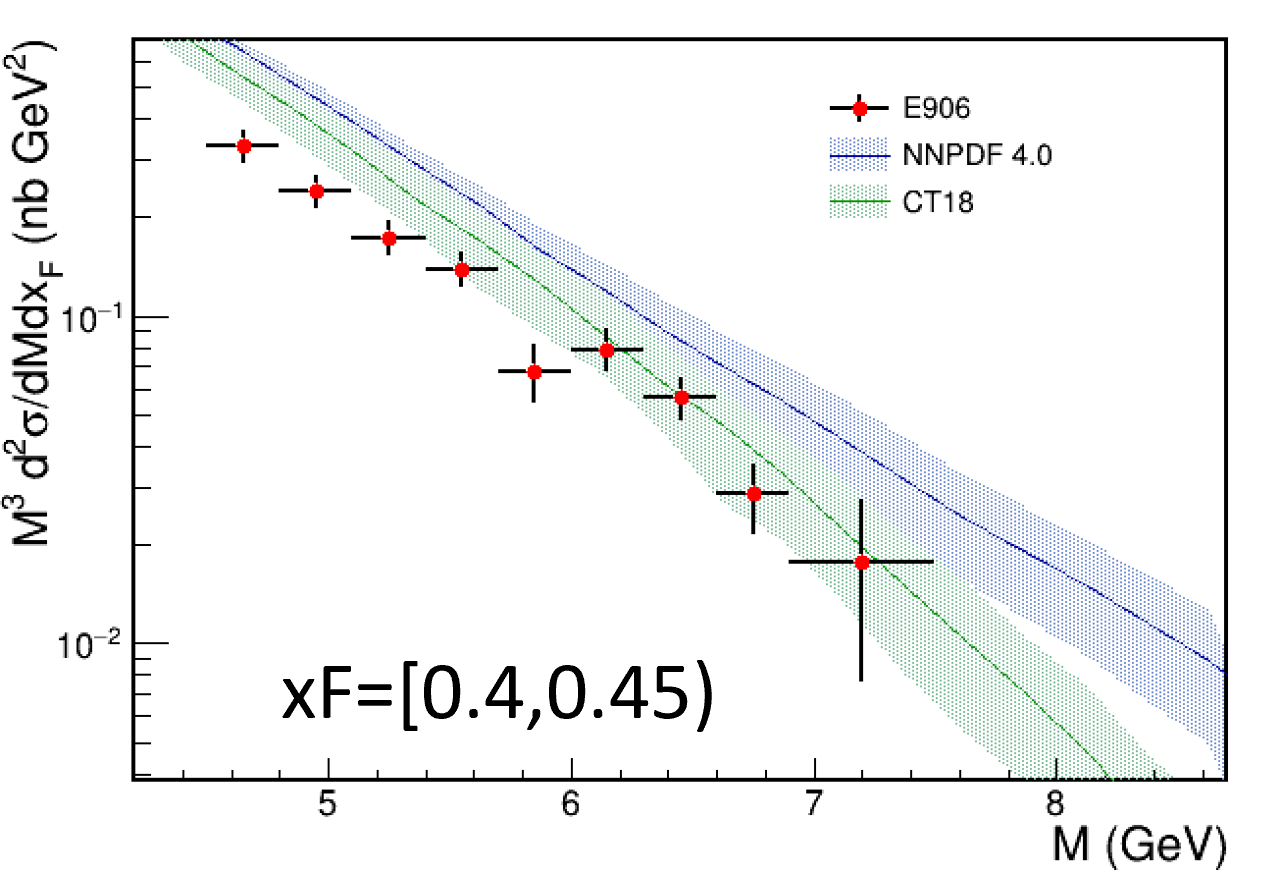 M³ d²σ/dMdx_F (nb GeV²)
E906
NNPDF 4.0
CT18
10⁻¹
10⁻²
xF=[0.4,0.45)
5 6 7 8
M (GeV)